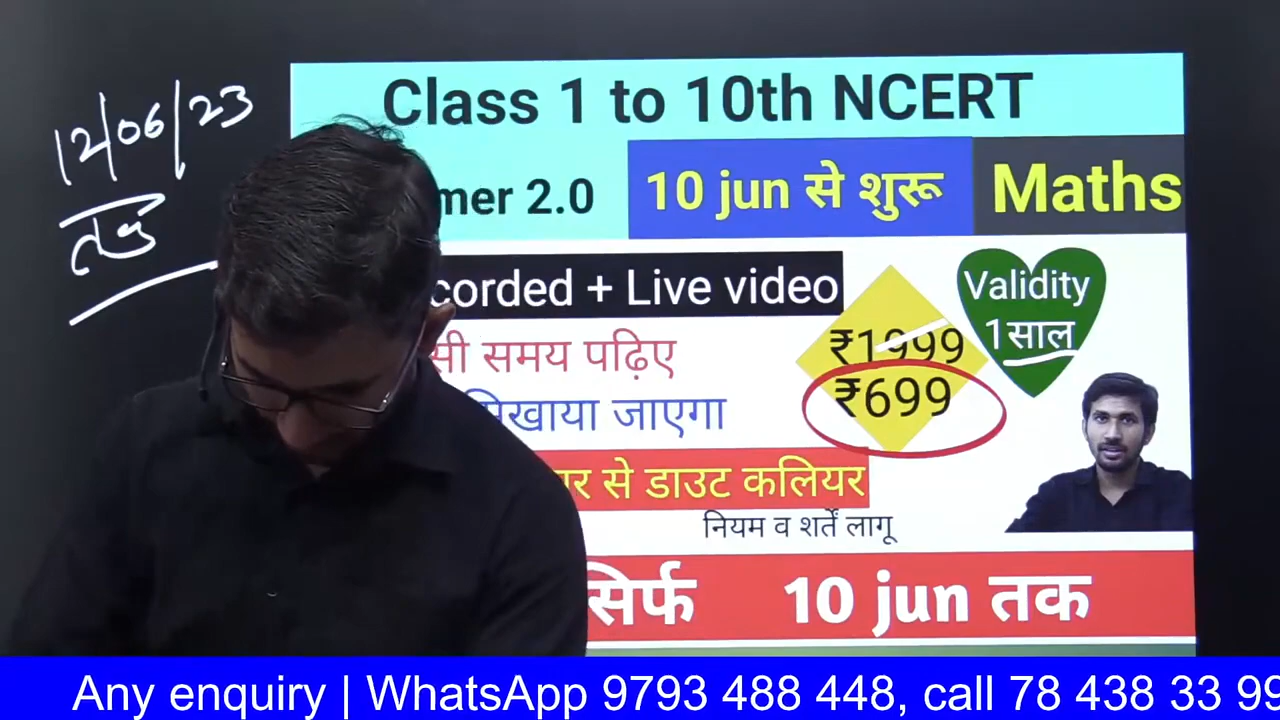 12/06/23
तक
Class 1 to 10th NCERT
mer 2.0 10 jun से शुरू Maths
corded + Live video
Validity
1साल
सी समय पढ़िए
₹1999
₹699
सिखाया जाएगा
से डाउट कलियर
नियम व शर्तें लागू
सिर्फ 10 jun तक
Any enquiry | WhatsApp 9793 488 448, call 78 438 33 99